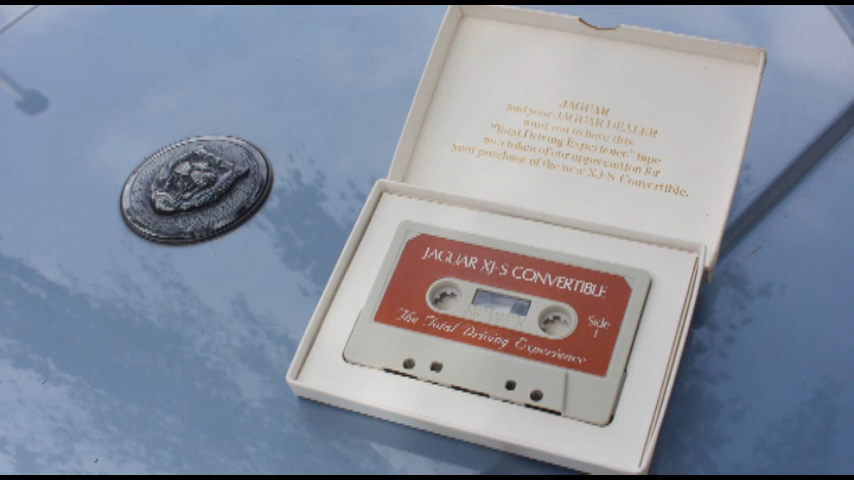 JAGUAR
and your JAGUAR DEALER
want you to have this
"Total Driving Experience" tape
as a token of our appreciation for
your purchase of the new XJ-S Convertible.
JAGUAR XJ-S CONVERTIBLE
Side
1
The Total Driving Experience